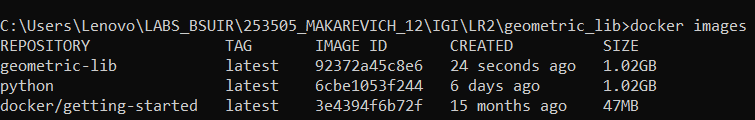 C:\Users\Lenovo\LABS_BSUIR\253505_MAKAREVICH_12\IGI\LR2\geometric_lib>docker images
REPOSITORY TAG IMAGE ID CREATED SIZE
geometric-lib latest 92372a45c8e6 24 seconds ago 1.02GB
python latest 6cbe1053f244 6 days ago 1.02GB
docker/getting-started latest 3e4394f6b72f 15 months ago 47MB